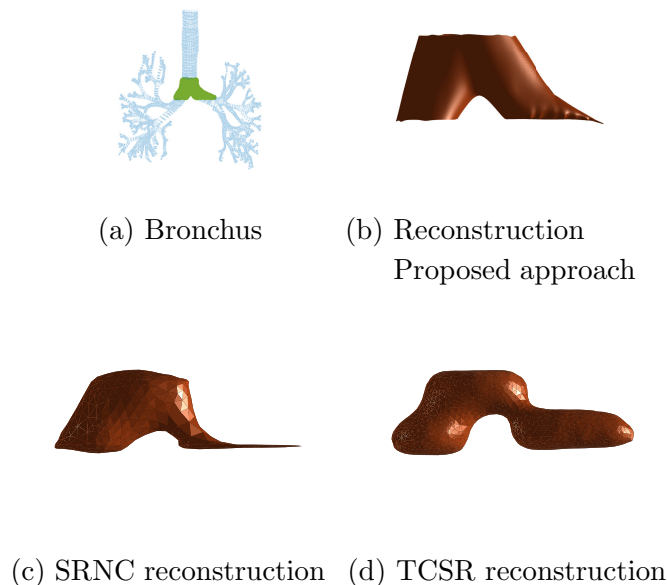 (a) Bronchus
(b) Reconstruction
Proposed approach
(c) SRNC reconstruction
(d) TCSR reconstruction